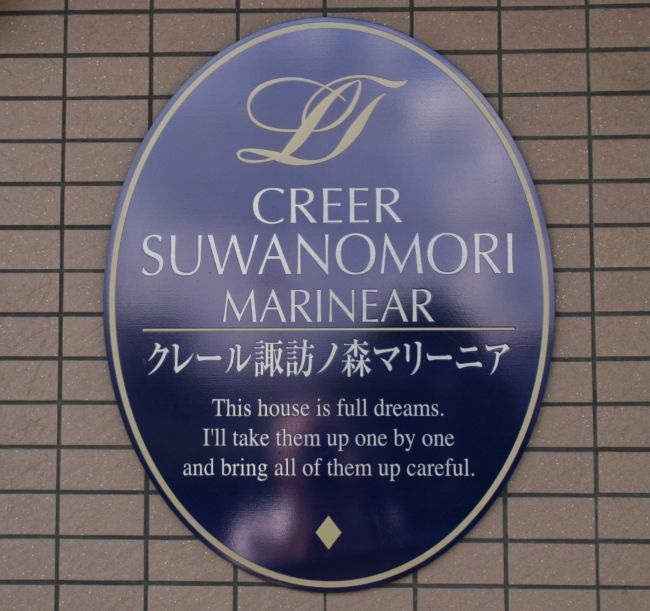 CREER
SUWANOMORI
MARINEAR
クレール諏訪ノ森マリーニア
This house is full dreams.
I'll take them up one by one
and bring all of them up careful.